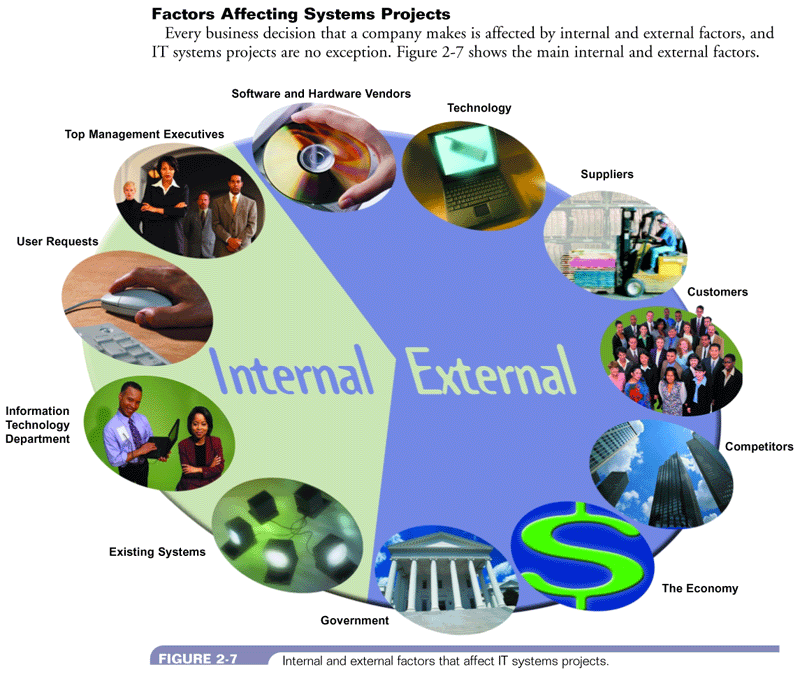 Factors Affecting Systems Projects
Every business decision that a company makes is affected by internal and external factors, and
IT systems projects are no exception. Figure 2-7 shows the main internal and external factors.
Software and Hardware Vendors
Technology
Top Management Executives
Suppliers
User Requests
Customers
Internal
External
Information
Technology
Department
Competitors
Existing Systems
The Economy
Government
FIGURE 2-7
Internal and external factors that affect IT systems projects.